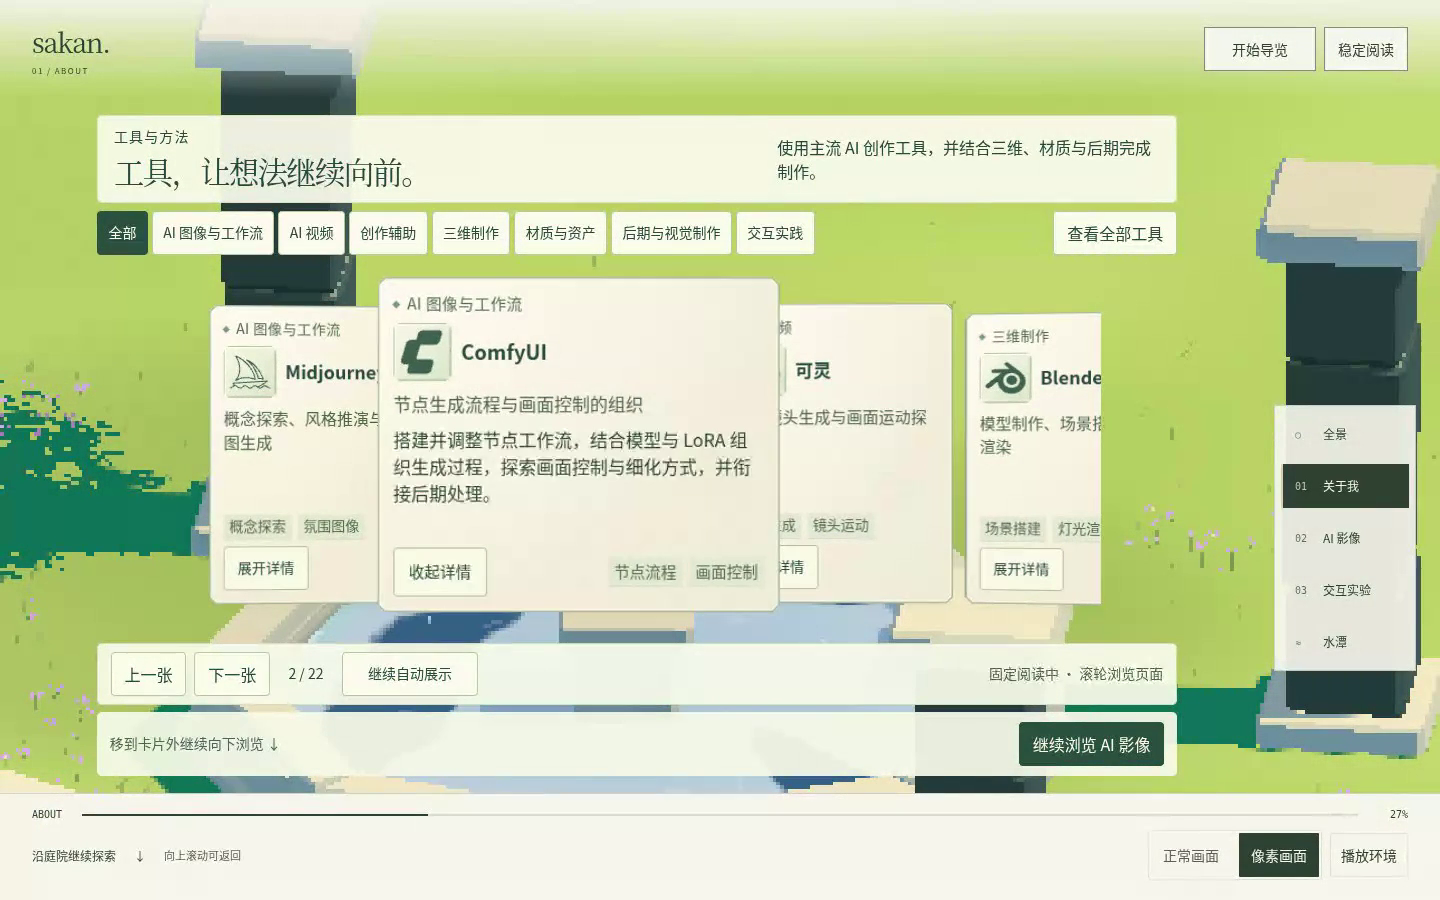 sakan.
01 / ABOUT
开始导览
稳定阅读
工具与方法
工具，让想法继续向前。
使用主流 AI 创作工具，并结合三维、材质与后期完成
制作。
全部
AI 图像与工作流
AI 视频
创作辅助
三维制作
材质与资产
后期与视觉制作
交互实践
查看全部工具
AI 图像与工作流
Midjourne
概念探索、风格推演与
图生成
概念探索
氛围图像
展开详情
AI 图像与工作流
ComfyUI
节点生成流程与画面控制的组织
搭建并调整节点工作流，结合模型与 LoRA 组
织生成过程，探索画面控制与细化方式，并衔
接后期处理。
收起详情
节点流程
画面控制
频
可灵
头生成与画面运动探
成
镜头运动
详情
三维制作
Blende
模型制作、场景搭
渲染
场景搭建
灯光渲
展开详情
全景
01 关于我
02 AI 影像
03 交互实验
≈ 水潭
上一张
下一张
2 / 22
继续自动展示
固定阅读中 · 滚轮浏览页面
移到卡片外继续向下浏览 ↓
继续浏览 AI 影像
ABOUT
27%
沿庭院继续探索 ↓ 向上滚动可返回
正常画面
像素画面
播放环境